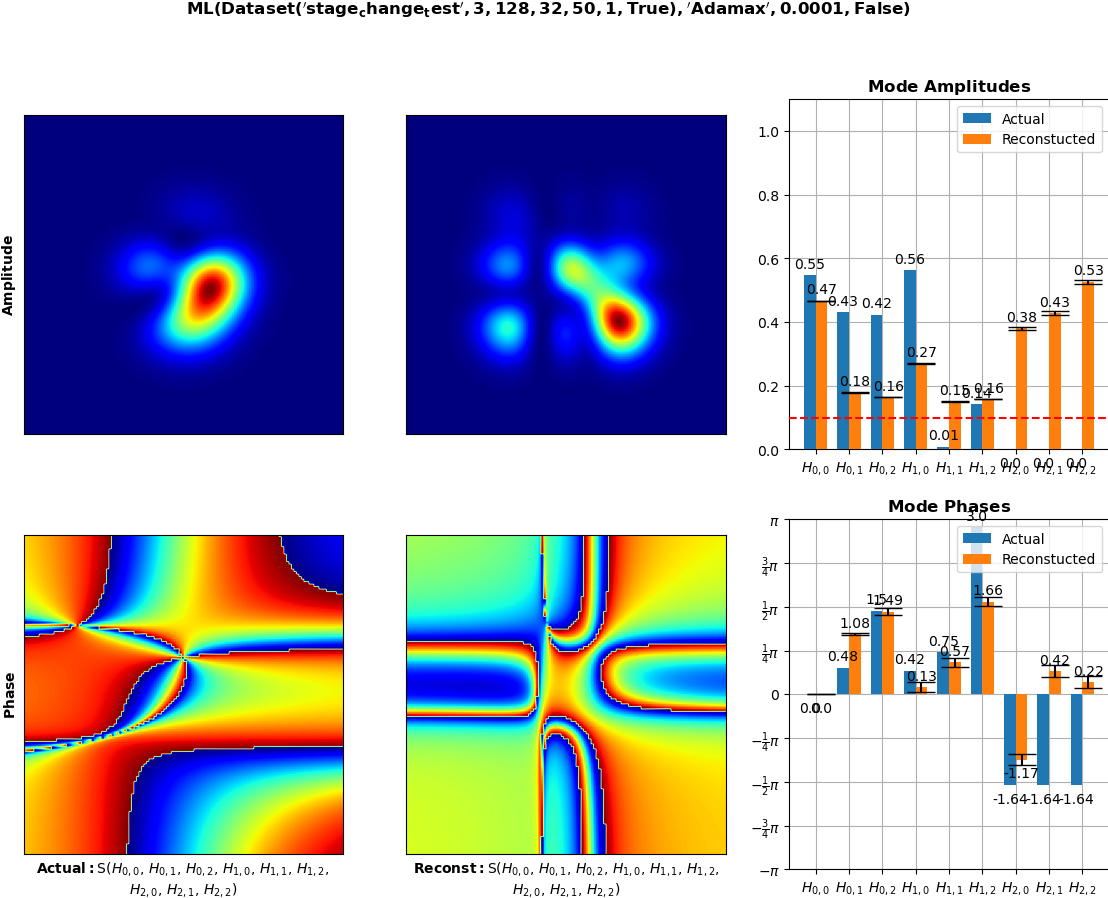 ML(Dataset('stage_change_test', 3, 128, 32, 50, 1, True), 'Adamax', 0.0001, False)
Amplitude
Mode Amplitudes
Actual
Reconstucted
1.0
0.8
0.6
0.4
0.2
0.0
0.55
0.47
0.43
0.18
0.42
0.16
0.56
0.27
0.01
0.15
0.14
0.16
0.0
0.38
0.0
0.43
0.0
0.53
H0,0 H0,1 H0,2 H1,0 H1,1 H1,2 H2,0 H2,1 H2,2
Phase
Mode Phases
Actual
Reconstucted
π
3/4π
1/2π
1/4π
0
−1/4π
−1/2π
−3/4π
−π
0.0
0.0
0.48
1.08
1.5
1.49
0.42
0.13
0.75
0.57
3.0
1.66
-1.64
-1.17
-1.64
0.42
-1.64
0.22
H0,0 H0,1 H0,2 H1,0 H1,1 H1,2 H2,0 H2,1 H2,2
Actual: S(H0,0, H0,1, H0,2, H1,0, H1,1, H1,2,
H2,0, H2,1, H2,2)
Reconst: S(H0,0, H0,1, H0,2, H1,0, H1,1, H1,2,
H2,0, H2,1, H2,2)